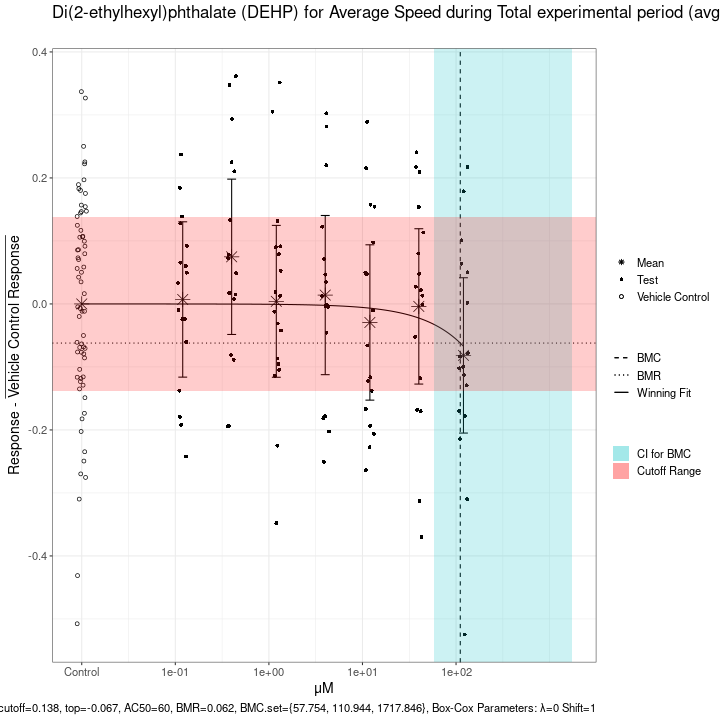 Di(2-ethylhexyl)phthalate (DEHP) for Average Speed during Total experimental period (avg
0.4
0.2
0.0
-0.2
-0.4
Response - Vehicle Control Response
Control
1e-01
1e+00
1e+01
1e+02
μM
Mean
Test
Vehicle Control
BMC
BMR
Winning Fit
CI for BMC
Cutoff Range
cutoff=0.138, top=-0.067, AC50=60, BMR=0.062, BMC.set={57.754, 110.944, 1717.846}, Box-Cox Parameters: λ=0 Shift=1